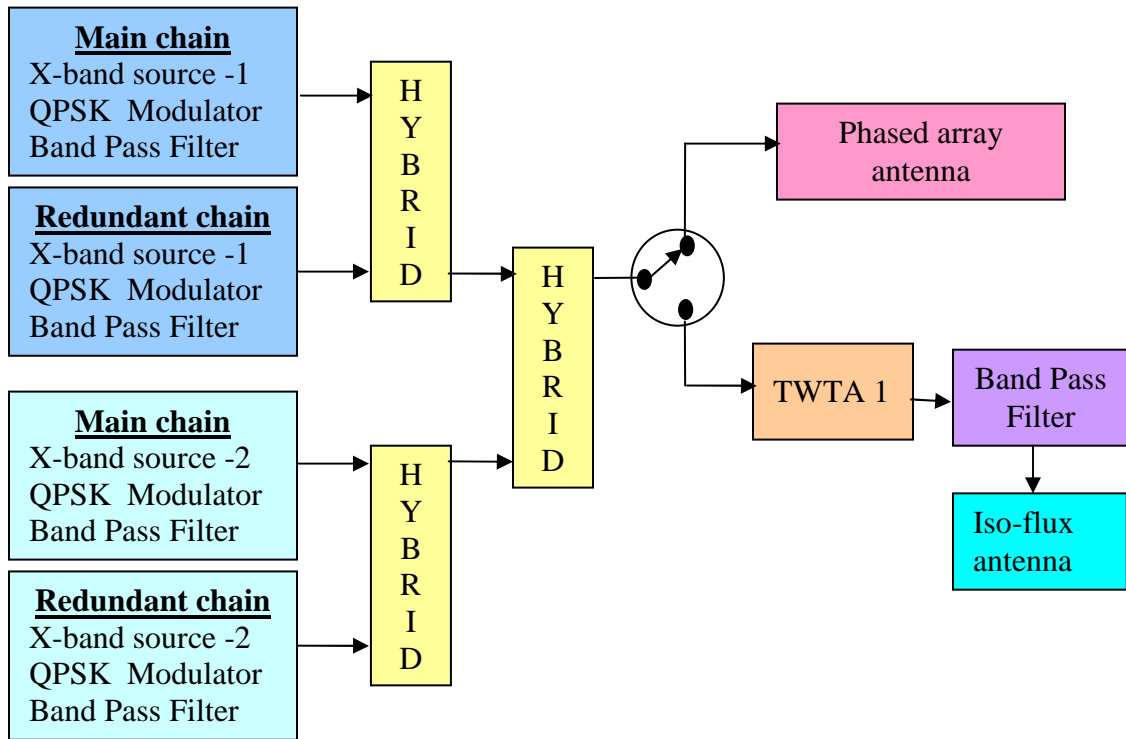 Main chain
X-band source -1
QPSK Modulator
Band Pass Filter
Redundant chain
X-band source -1
QPSK Modulator
Band Pass Filter
Main chain
X-band source -2
QPSK Modulator
Band Pass Filter
Redundant chain
X-band source -2
QPSK Modulator
Band Pass Filter
H
Y
B
R
I
D
H
Y
B
R
I
D
H
Y
B
R
I
D
Phased array
antenna
TWTA 1
Band Pass
Filter
Iso-flux
antenna